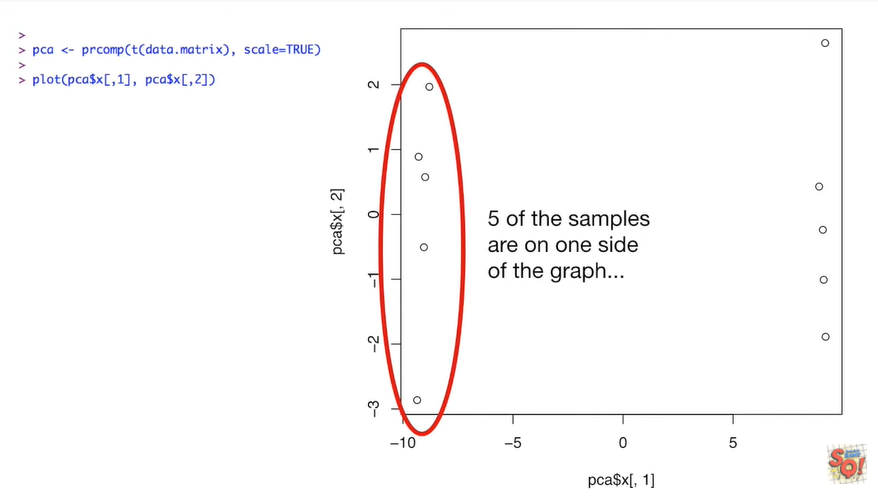 >
> pca <- prcomp(t(data.matrix), scale=TRUE)
>
> plot(pca$x[,1], pca$x[,2])
2
1
0
−1
−2
−3
pca$x[, 2]
5 of the samples
are on one side
of the graph...
−10
−5
0
5
pca$x[, 1]
SQ!